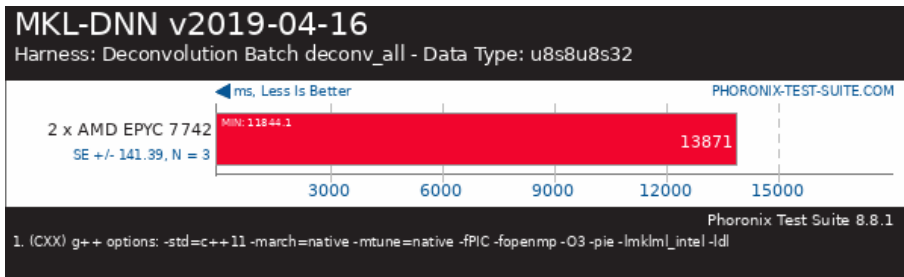 MKL-DNN v2019-04-16
Harness: Deconvolution Batch deconv_all - Data Type: u8s8u8s32
ms, Less Is Better
PHORONIX-TEST-SUITE.COM
2 x AMD EPYC 7742
MIN: 11844.1
13871
SE +/- 141.39, N = 3
3000 6000 9000 12000 15000
Phoronix Test Suite 8.8.1
1. (CXX) g++ options: -std=c++11 -march=native -mtune=native -fPIC -fopenmp -O3 -pie -lmklml_intel -ldl